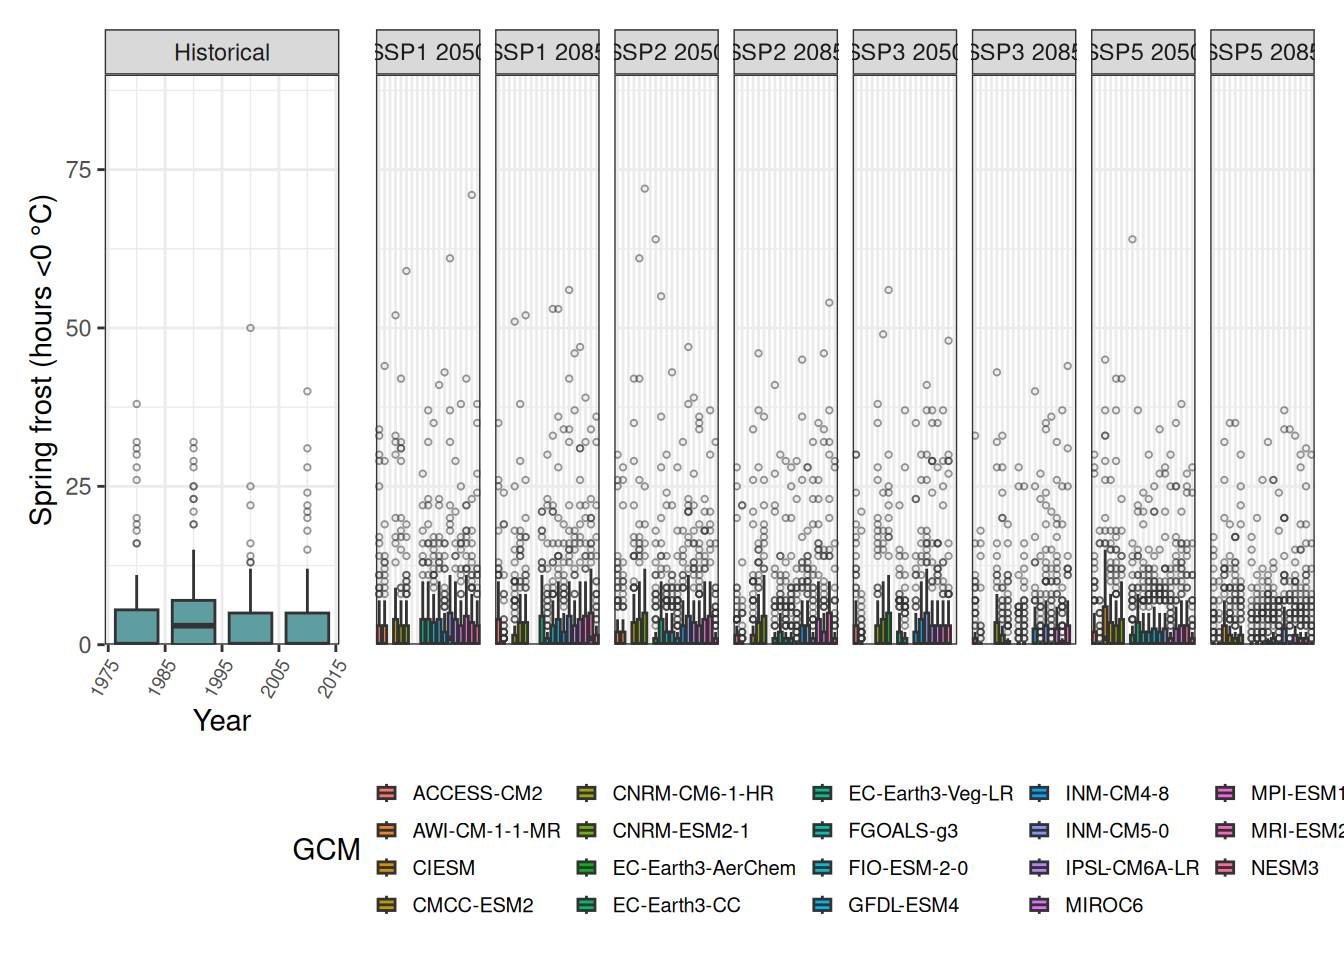 Historical
SSP1 2050
SSP1 2085
SSP2 2050
SSP2 2085
SSP3 2050
SSP3 2085
SSP5 2050
SSP5 2085
Spring frost (hours <0 °C)
75
50
25
0
1975
1985
1995
2005
2015
Year
GCM
ACCESS-CM2
AWI-CM-1-1-MR
CIESM
CMCC-ESM2
CNRM-CM6-1-HR
CNRM-ESM2-1
EC-Earth3-AerChem
EC-Earth3-CC
EC-Earth3-Veg-LR
FGOALS-g3
FIO-ESM-2-0
GFDL-ESM4
INM-CM4-8
INM-CM5-0
IPSL-CM6A-LR
MIROC6
MPI-ESM1
MRI-ESM2
NESM3